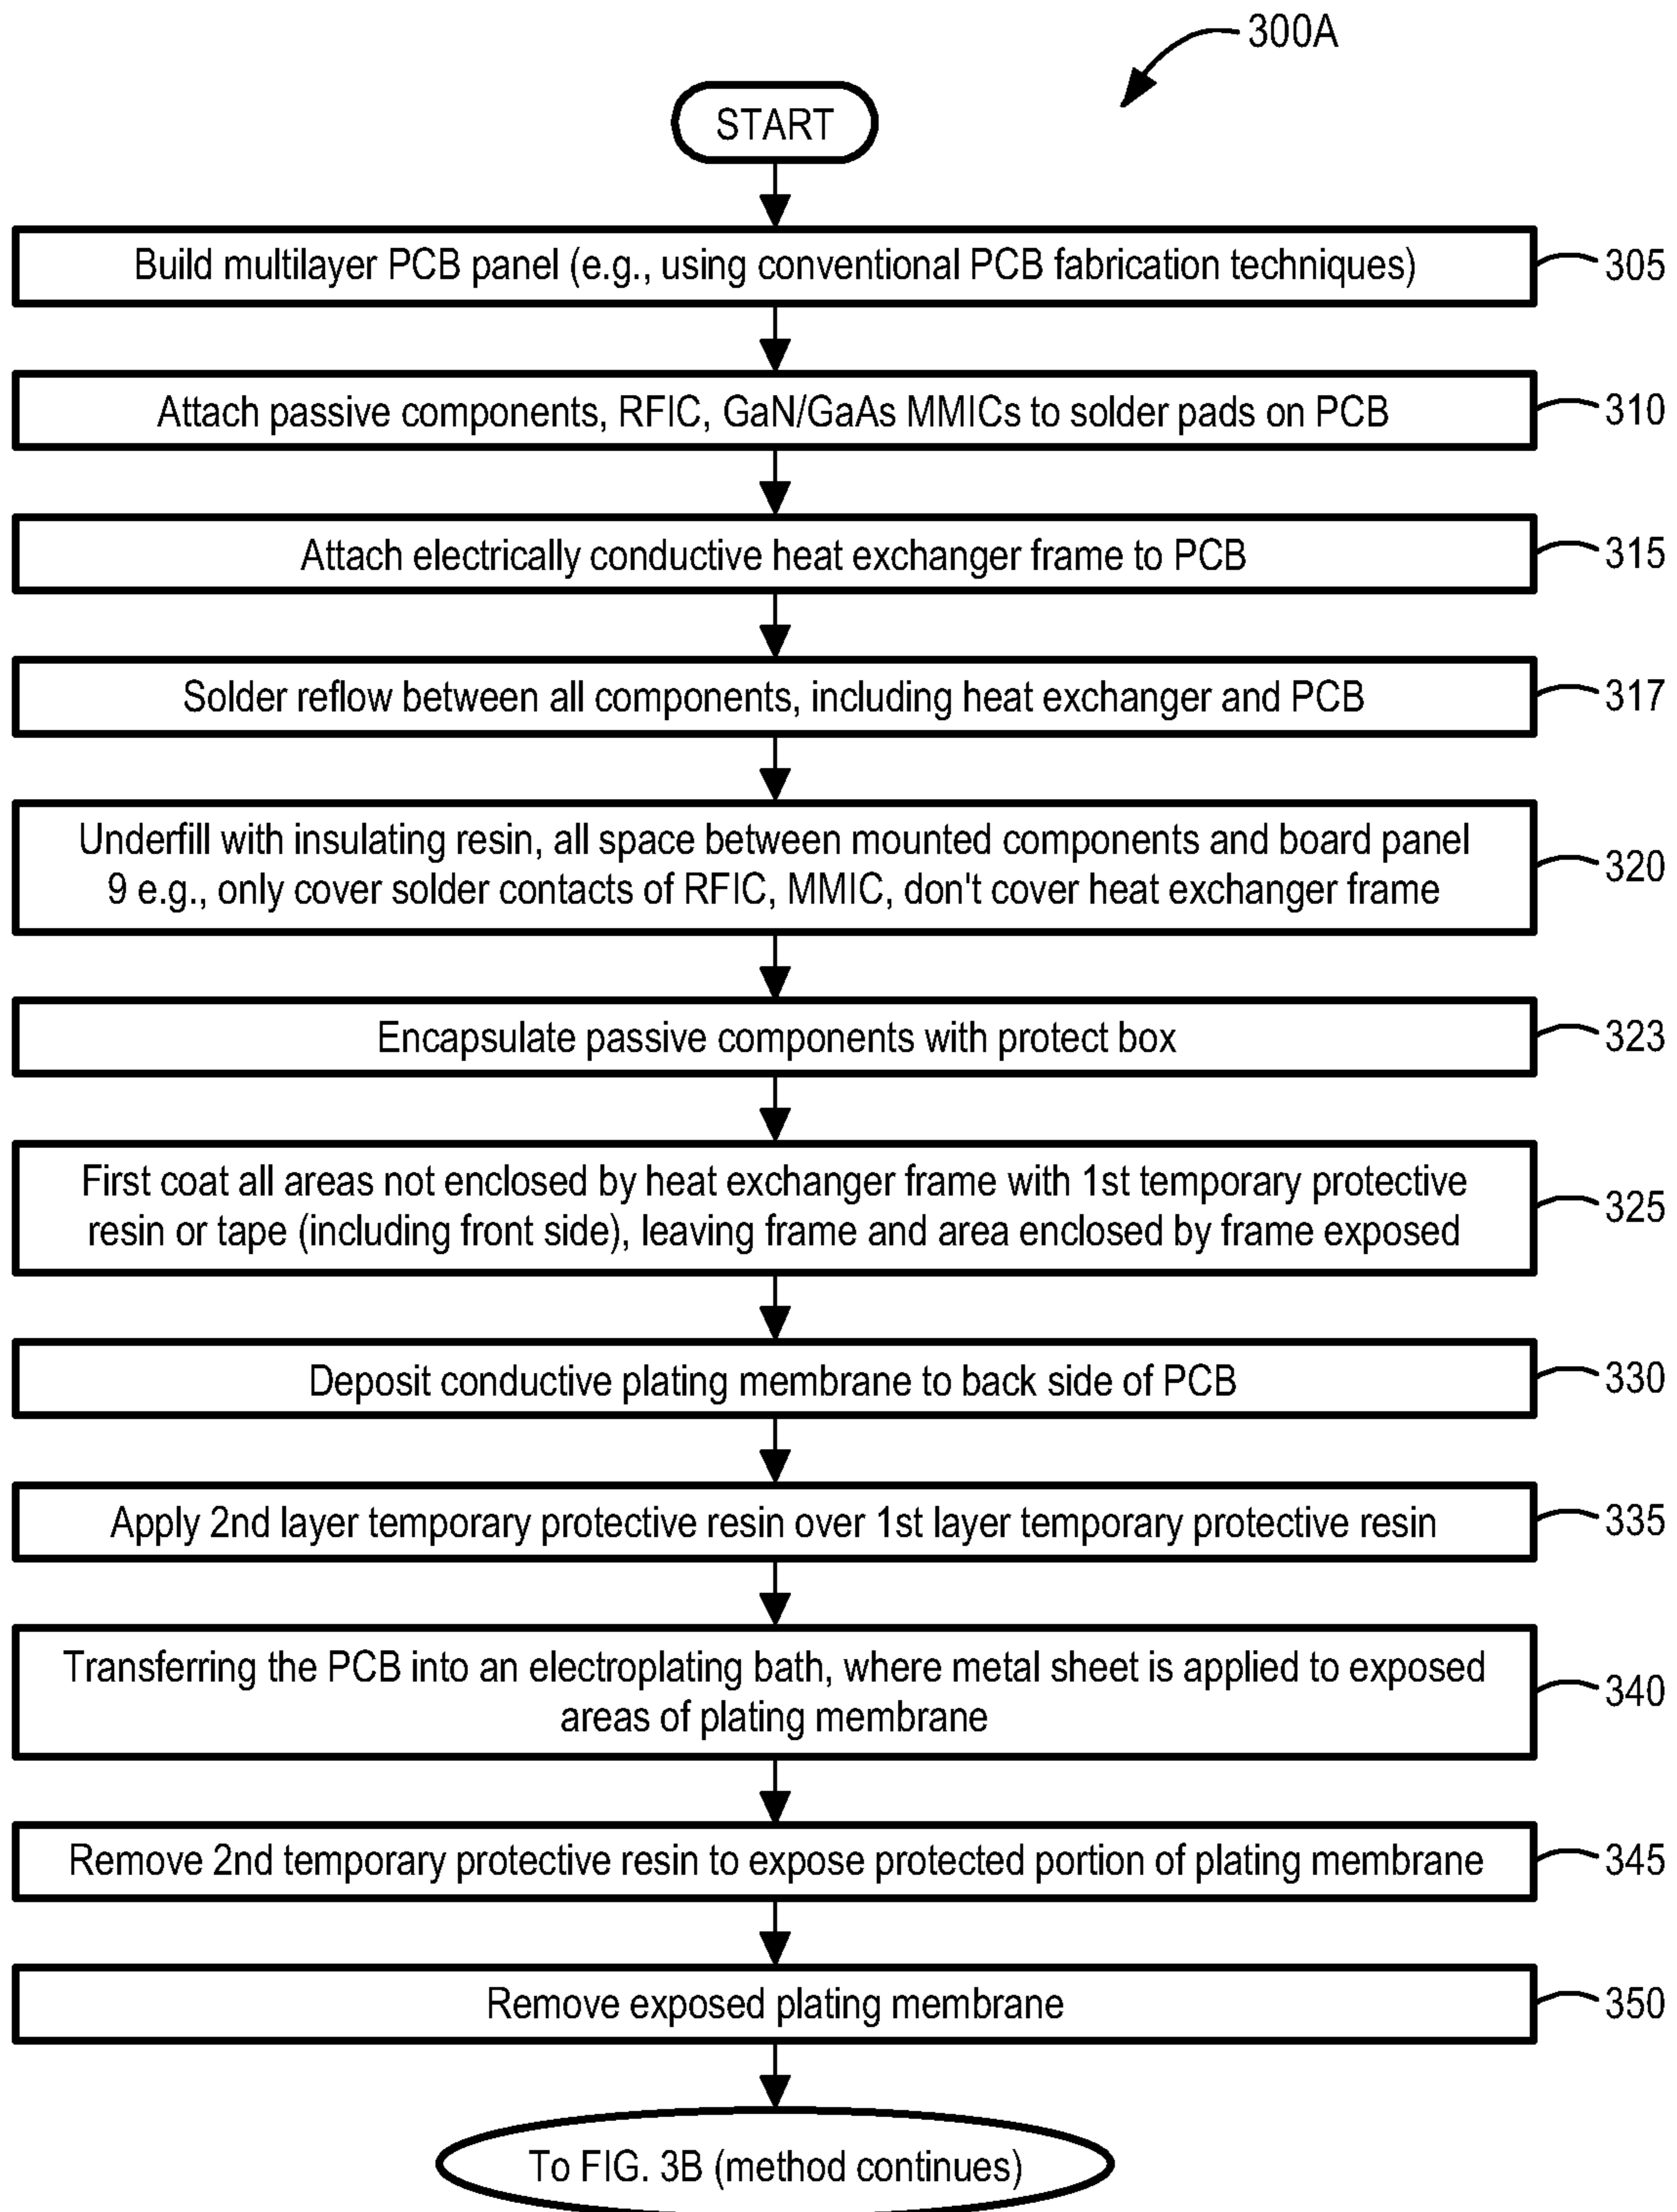 300A
START
Build multilayer PCB panel (e.g., using conventional PCB fabrication techniques)
305
Attach passive components, RFIC, GaN/GaAs MMICs to solder pads on PCB
310
Attach electrically conductive heat exchanger frame to PCB
315
Solder reflow between all components, including heat exchanger and PCB
317
Underfill with insulating resin, all space between mounted components and board panel
9 e.g., only cover solder contacts of RFIC, MMIC, don't cover heat exchanger frame
320
Encapsulate passive components with protect box
323
First coat all areas not enclosed by heat exchanger frame with 1st temporary protective
resin or tape (including front side), leaving frame and area enclosed by frame exposed
325
Deposit conductive plating membrane to back side of PCB
330
Apply 2nd layer temporary protective resin over 1st layer temporary protective resin
335
Transferring the PCB into an electroplating bath, where metal sheet is applied to exposed
areas of plating membrane
340
Remove 2nd temporary protective resin to expose protected portion of plating membrane
345
Remove exposed plating membrane
350
To FIG. 3B (method continues)